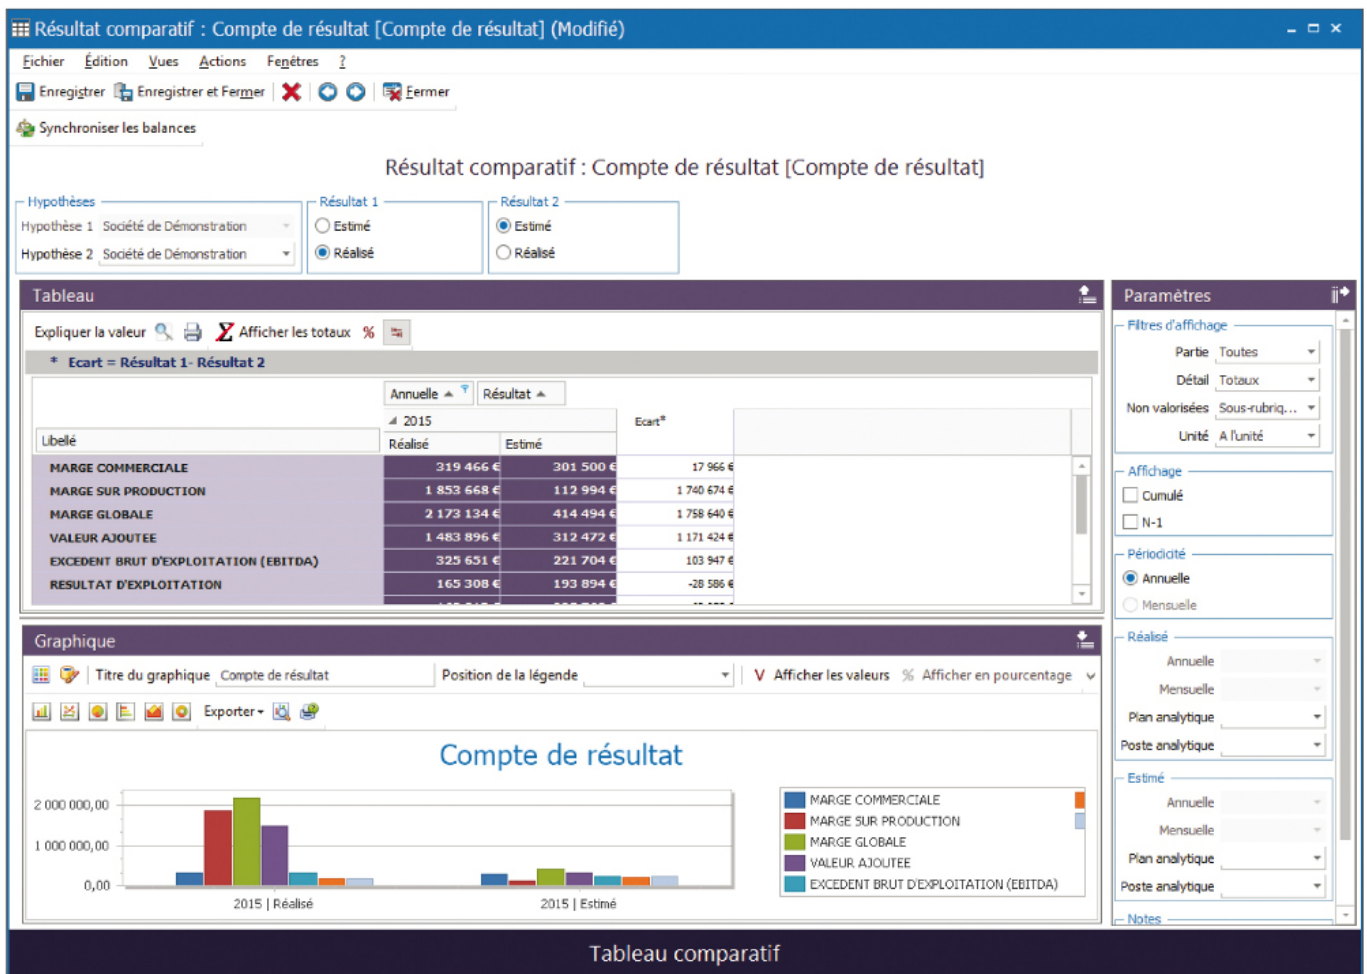 Résultat comparatif : Compte de résultat [Compte de résultat] (Modifié)
Fichier Édition Vues Actions Fenêtres ?
Enregistrer Enregistrer et Fermer Fermer
Synchroniser les balances
Résultat comparatif : Compte de résultat [Compte de résultat]
Hypothèses Résultat 1 Résultat 2
Hypothèse 1 Société de Démonstration Estimé Estimé
Hypothèse 2 Société de Démonstration Réalisé Réalisé
Tableau
Expliquer la valeur Afficher les totaux %
* Ecart = Résultat 1- Résultat 2
Annuelle Résultat
2015 Ecart*
Libellé Réalisé Estimé
MARGE COMMERCIALE 319 466 € 301 500 € 17 966 €
MARGE SUR PRODUCTION 1 853 668 € 112 994 € 1 740 674 €
MARGE GLOBALE 2 173 134 € 414 494 € 1 758 640 €
VALEUR AJOUTEE 1 483 896 € 312 472 € 1 171 424 €
EXCEDENT BRUT D'EXPLOITATION (EBITDA) 325 651 € 221 704 € 103 947 €
RESULTAT D'EXPLOITATION 165 308 € 193 894 € -28 586 €
Paramètres
Filtres d'affichage
Partie Toutes
Détail Totaux
Non valorisées Sous-rubriq...
Unité A l'unité
Affichage
Cumulé
N-1
Périodicité
Annuelle
Mensuelle
Réalisé
Annuelle
Mensuelle
Plan analytique
Poste analytique
Estimé
Annuelle
Mensuelle
Plan analytique
Poste analytique
Notes
Graphique
Titre du graphique Compte de résultat Position de la légende V Afficher les valeurs % Afficher en pourcentage
Exporter
Compte de résultat
2 000 000,00
1 000 000,00
0,00
2015 | Réalisé 2015 | Estimé
MARGE COMMERCIALE
MARGE SUR PRODUCTION
MARGE GLOBALE
VALEUR AJOUTEE
EXCEDENT BRUT D'EXPLOITATION (EBITDA)
Tableau comparatif